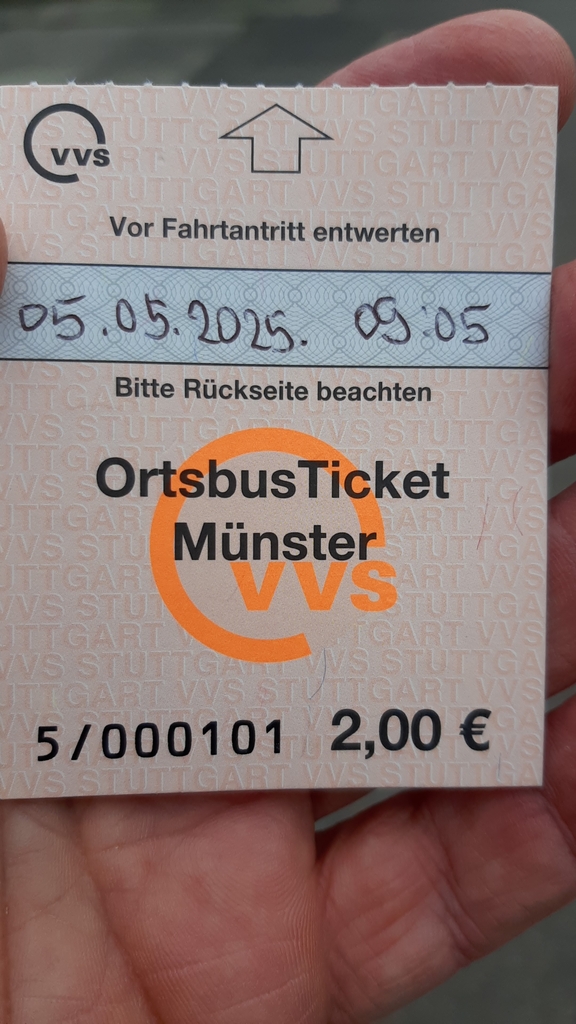 vvs
Vor Fahrtantritt entwerten
05.05.2025. 09:05
Bitte Rückseite beachten
OrtsbusTicket
Münster
vvs
5/000101 2,00 €